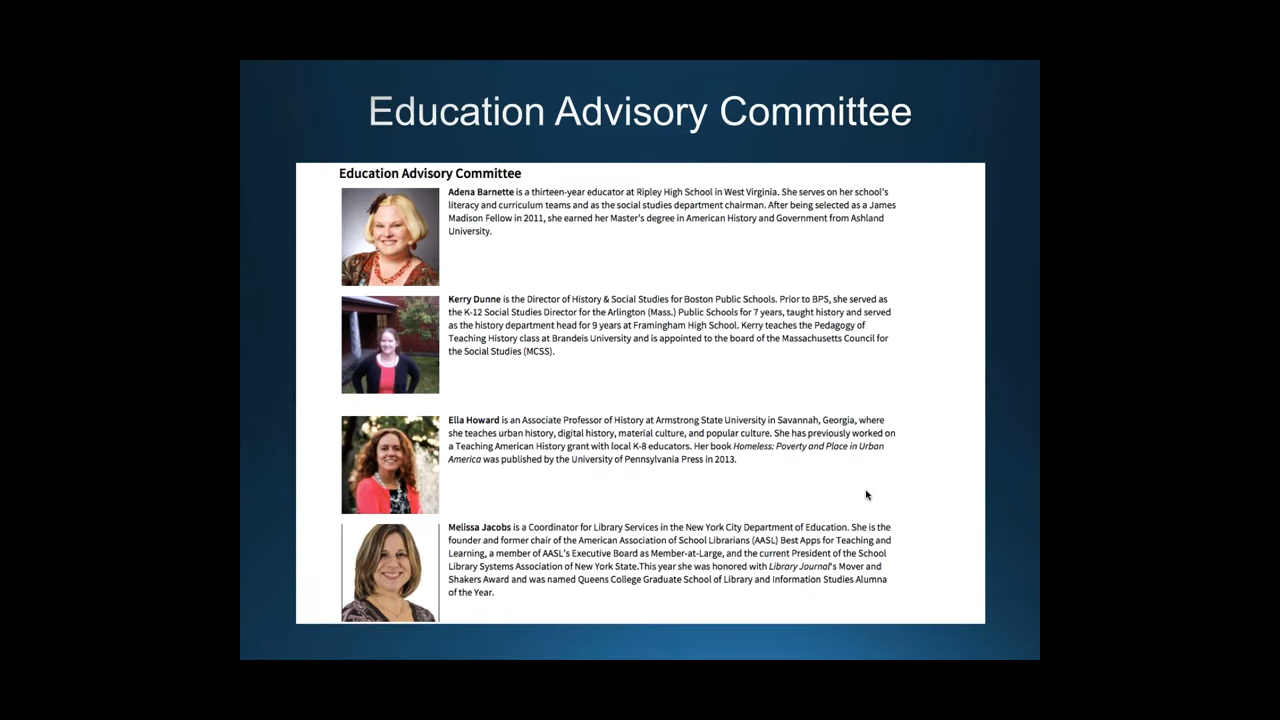 Education Advisory Committee
Education Advisory Committee
Adena Barnette is a thirteen-year educator at Ripley High School in West Virginia. She serves on her school's
literacy and curriculum teams and as the social studies department chairman. After being selected as a James
Madison Fellow in 2011, she earned her Master's degree in American History and Government from Ashland
University.
Kerry Dunne is the Director of History & Social Studies for Boston Public Schools. Prior to BPS, she served as
the K-12 Social Studies Director for the Arlington (Mass.) Public Schools for 7 years, taught history and served
as the history department head for 9 years at Framingham High School. Kerry teaches the Pedagogy of
Teaching History class at Brandeis University and is appointed to the board of the Massachusetts Council for
the Social Studies (MCSS).
Ella Howard is an Associate Professor of History at Armstrong State University in Savannah, Georgia, where
she teaches urban history, digital history, material culture, and popular culture. She has previously worked on
a Teaching American History grant with local K-8 educators. Her book Homeless: Poverty and Place in Urban
America was published by the University of Pennsylvania Press in 2013.
Melissa Jacobs is a Coordinator for Library Services in the New York City Department of Education. She is the
founder and former chair of the American Association of School Librarians (AASL) Best Apps for Teaching and
Learning, a member of AASL's Executive Board as Member-at-Large, and the current President of the School
Library Systems Association of New York State.This year she was honored with Library Journal's Mover and
Shakers Award and was named Queens College Graduate School of Library and Information Studies Alumna
of the Year.